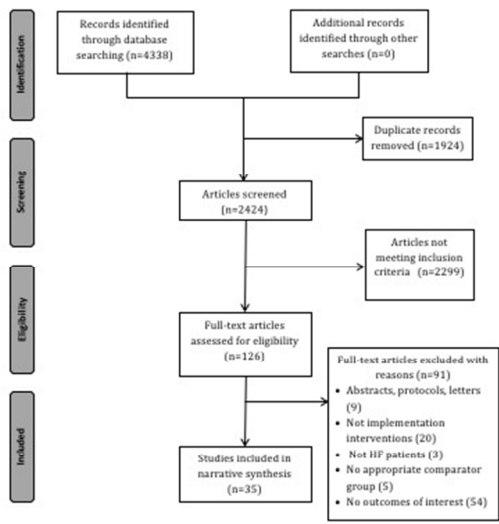 Identification
Records identified
through database
searching (n=4338)
Additional records
identified through other
searches (n=0)
Duplicate records
removed (n=1924)
Screening
Articles screened
(n=2424)
Articles not
meeting inclusion
criteria (n=2299)
Eligibility
Full-text articles
assessed for eligibility
(n=126)
Full-text articles excluded with
reasons (n=91)
• Abstracts, protocols, letters
(9)
• Not implementation
interventions (20)
• Not HF patients (3)
• No appropriate comparator
group (5)
• No outcomes of interest (54)
Included
Studies included in
narrative synthesis
(n=35)